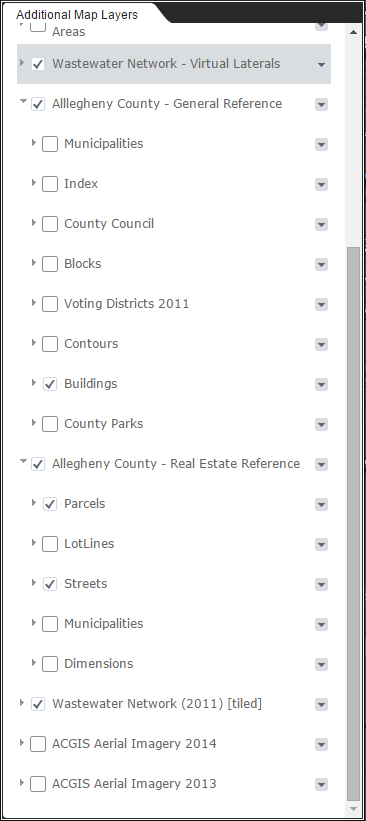 Additional Map Layers
Areas
Wastewater Network - Virtual Laterals
Alllegheny County - General Reference
Municipalities
Index
County Council
Blocks
Voting Districts 2011
Contours
Buildings
County Parks
Allegheny County - Real Estate Reference
Parcels
LotLines
Streets
Municipalities
Dimensions
Wastewater Network (2011) [tiled]
ACGIS Aerial Imagery 2014
ACGIS Aerial Imagery 2013